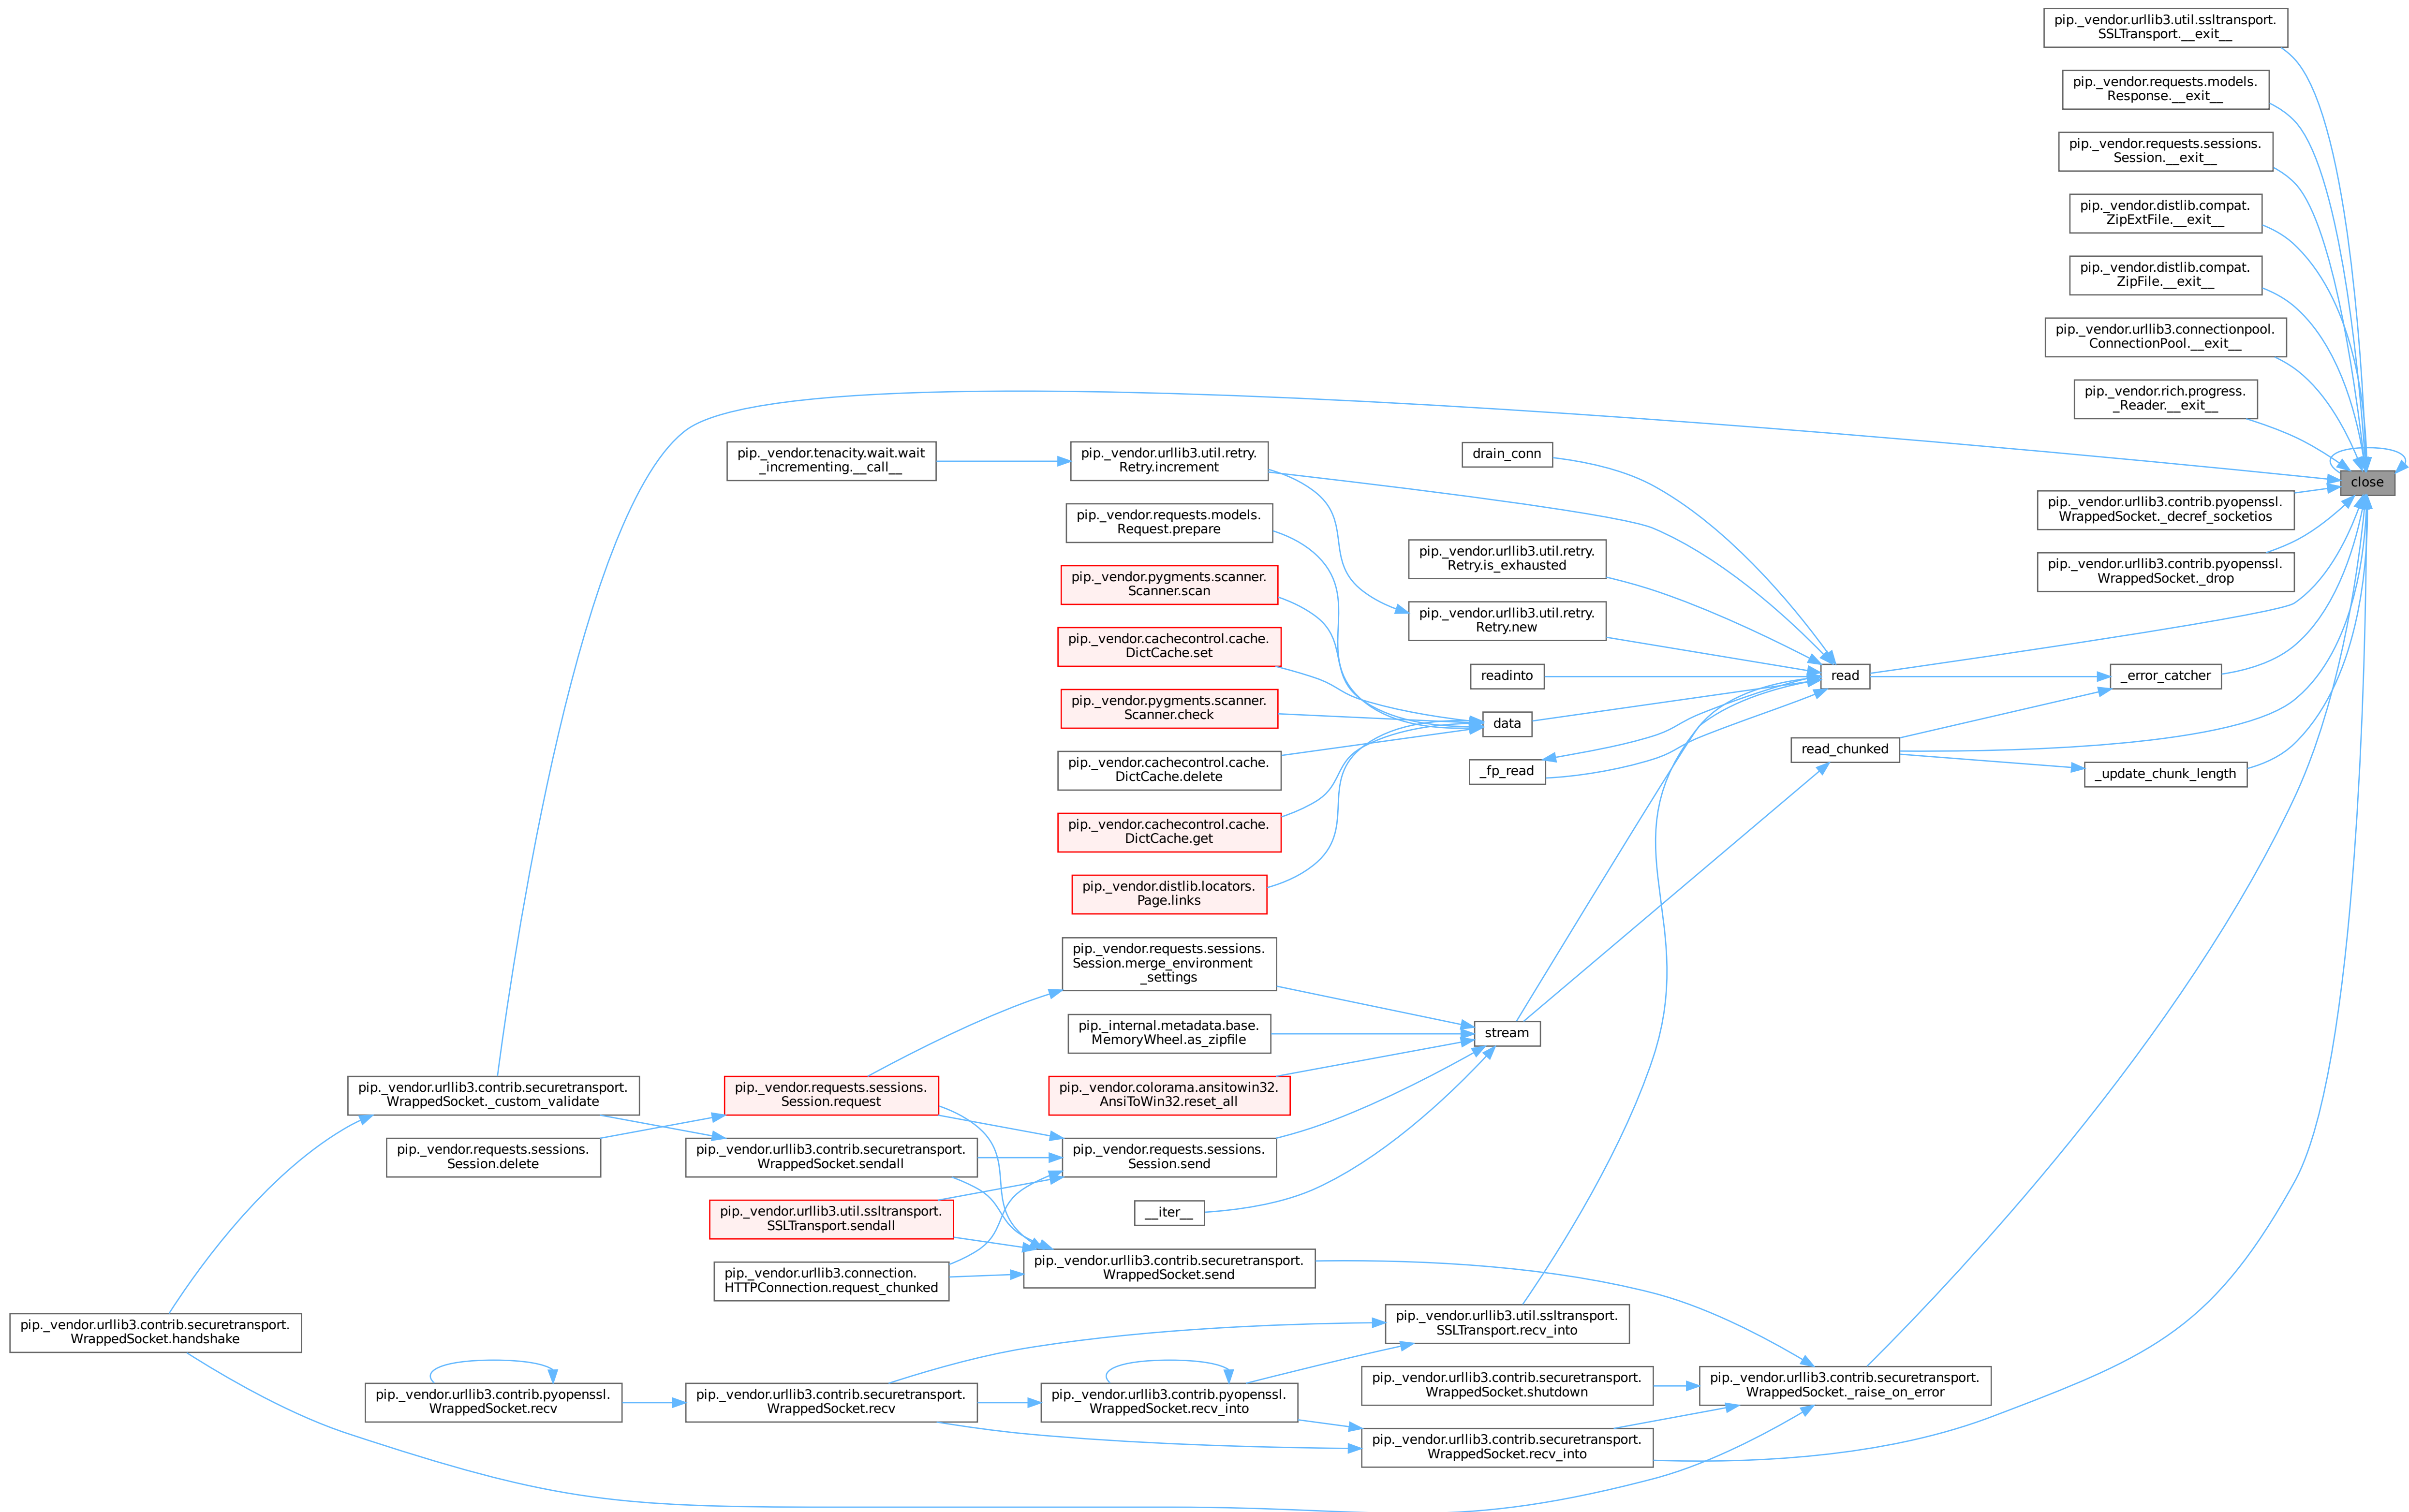 pip._vendor.urllib3.util.ssltransport.
SSLTransport.__exit__
pip._vendor.requests.models.
Response.__exit__
pip._vendor.requests.sessions.
Session.__exit__
pip._vendor.distlib.compat.
ZipExtFile.__exit__
pip._vendor.distlib.compat.
ZipFile.__exit__
pip._vendor.urllib3.connectionpool.
ConnectionPool.__exit__
pip._vendor.rich.progress.
_Reader.__exit__
close
pip._vendor.urllib3.contrib.pyopenssl.
WrappedSocket._decref_socketios
pip._vendor.urllib3.contrib.pyopenssl.
WrappedSocket._drop
pip._vendor.tenacity.wait.wait
_incrementing.__call__
pip._vendor.urllib3.util.retry.
Retry.increment
drain_conn
pip._vendor.requests.models.
Request.prepare
pip._vendor.urllib3.util.retry.
Retry.is_exhausted
pip._vendor.pygments.scanner.
Scanner.scan
pip._vendor.urllib3.util.retry.
Retry.new
pip._vendor.cachecontrol.cache.
DictCache.set
readinto
read
_error_catcher
pip._vendor.pygments.scanner.
Scanner.check
data
pip._vendor.cachecontrol.cache.
DictCache.delete
_fp_read
read_chunked
_update_chunk_length
pip._vendor.cachecontrol.cache.
DictCache.get
pip._vendor.distlib.locators.
Page.links
pip._vendor.requests.sessions.
Session.merge_environment
_settings
pip._internal.metadata.base.
MemoryWheel.as_zipfile
stream
pip._vendor.urllib3.contrib.securetransport.
WrappedSocket._custom_validate
pip._vendor.requests.sessions.
Session.request
pip._vendor.colorama.ansitowin32.
AnsiToWin32.reset_all
pip._vendor.requests.sessions.
Session.delete
pip._vendor.urllib3.contrib.securetransport.
WrappedSocket.sendall
pip._vendor.requests.sessions.
Session.send
pip._vendor.urllib3.util.ssltransport.
SSLTransport.sendall
__iter__
pip._vendor.urllib3.connection.
HTTPConnection.request_chunked
pip._vendor.urllib3.contrib.securetransport.
WrappedSocket.send
pip._vendor.urllib3.contrib.securetransport.
WrappedSocket.handshake
pip._vendor.urllib3.util.ssltransport.
SSLTransport.recv_into
pip._vendor.urllib3.contrib.pyopenssl.
WrappedSocket.recv
pip._vendor.urllib3.contrib.securetransport.
WrappedSocket.recv
pip._vendor.urllib3.contrib.pyopenssl.
WrappedSocket.recv_into
pip._vendor.urllib3.contrib.securetransport.
WrappedSocket.shutdown
pip._vendor.urllib3.contrib.securetransport.
WrappedSocket._raise_on_error
pip._vendor.urllib3.contrib.securetransport.
WrappedSocket.recv_into